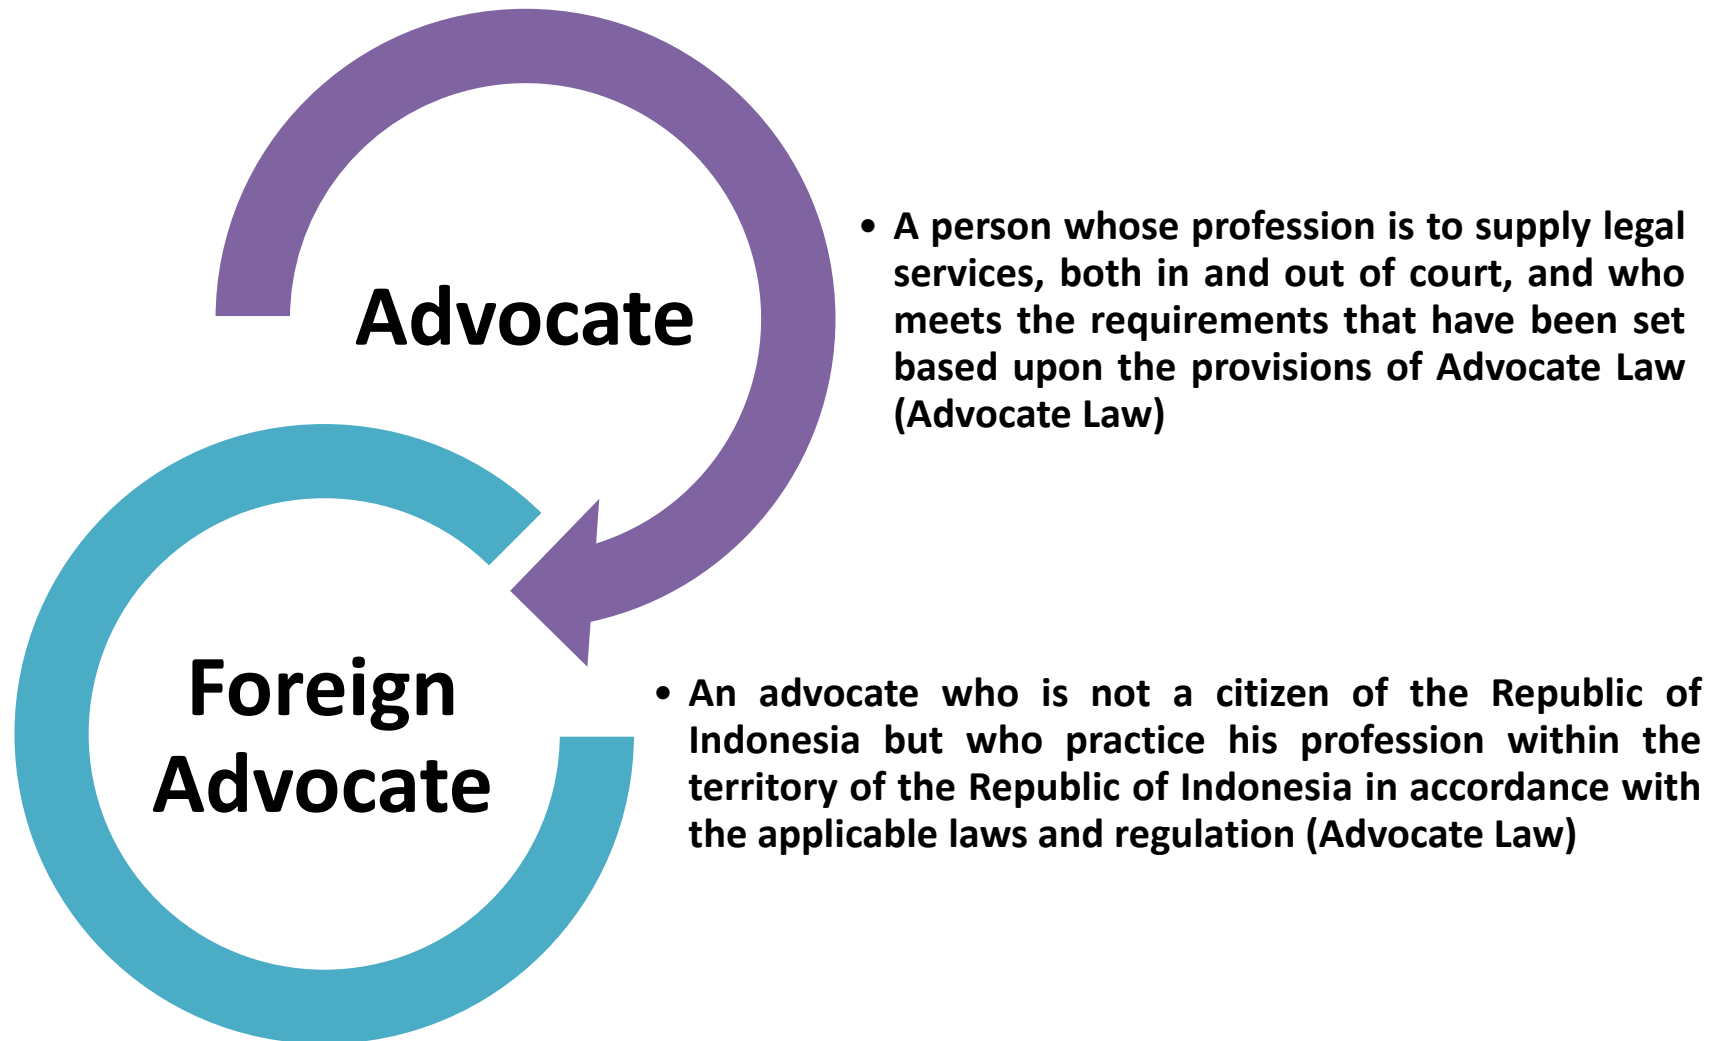 Advocate
• A person whose profession is to supply legal
services, both in and out of court, and who
meets the requirements that have been set
based upon the provisions of Advocate Law
(Advocate Law)
Foreign
Advocate
• An advocate who is not a citizen of the Republic of
Indonesia but who practice his profession within the
territory of the Republic of Indonesia in accordance with
the applicable laws and regulation (Advocate Law)